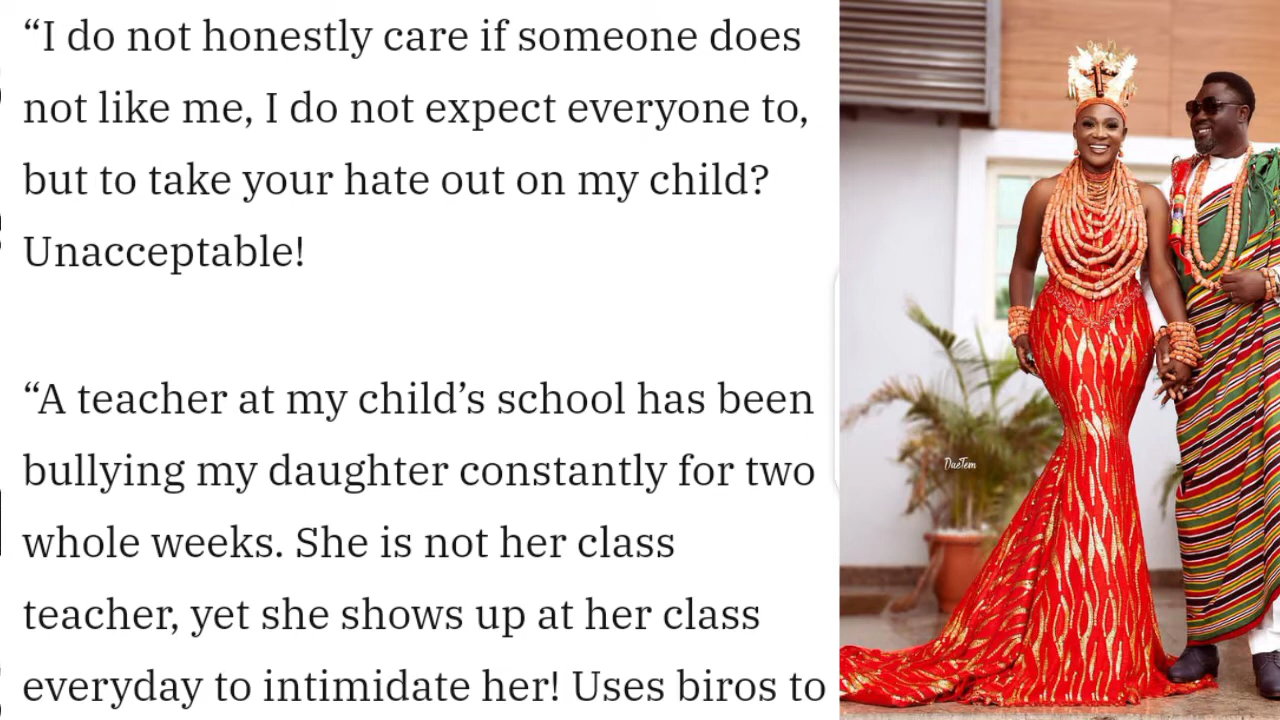 “I do not honestly care if someone does
not like me, I do not expect everyone to,
but to take your hate out on my child?
Unacceptable!
“A teacher at my child’s school has been
bullying my daughter constantly for two
whole weeks. She is not her class
teacher, yet she shows up at her class
everyday to intimidate her! Uses biros to
DaeTem